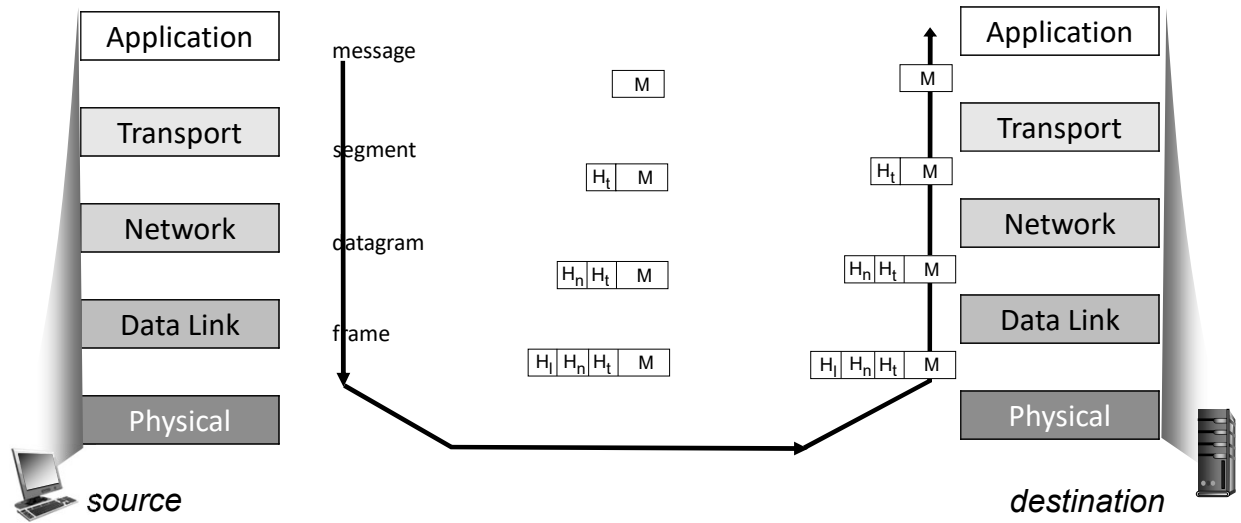 Application
message
M
M
Application
Transport
segment
Ht M
Ht M
Transport
Network
datagram
Hn Ht M
Hn Ht M
Network
Data Link
frame
Hl Hn Ht M
Hl Hn Ht M
Data Link
Physical
Physical
source
destination